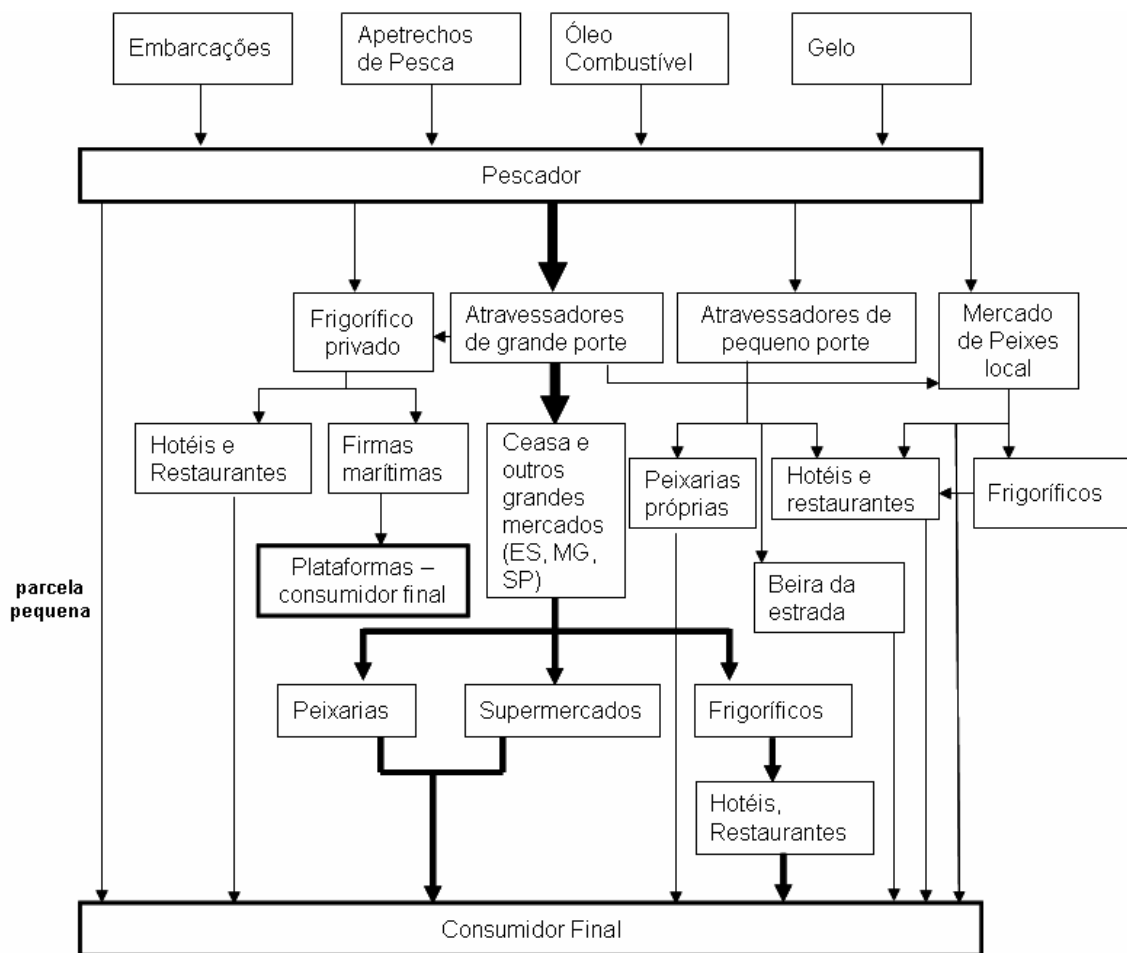 Embarcações
Apetrechos
de Pesca
Óleo
Combustível
Gelo
Pescador
Frigorífico
privado
Atravessadores
de grande porte
Atravessadores de
pequeno porte
Mercado
de Peixes
local
Hotéis e
Restaurantes
Firmas
marítimas
Ceasa e
outros
grandes
mercados
(ES, MG,
SP)
Peixarias
próprias
Hotéis e
restaurantes
Frigoríficos
Plataformas –
consumidor final
Beira da
estrada
parcela
pequena
Peixarias
Supermercados
Frigoríficos
Hotéis,
Restaurantes
Consumidor Final